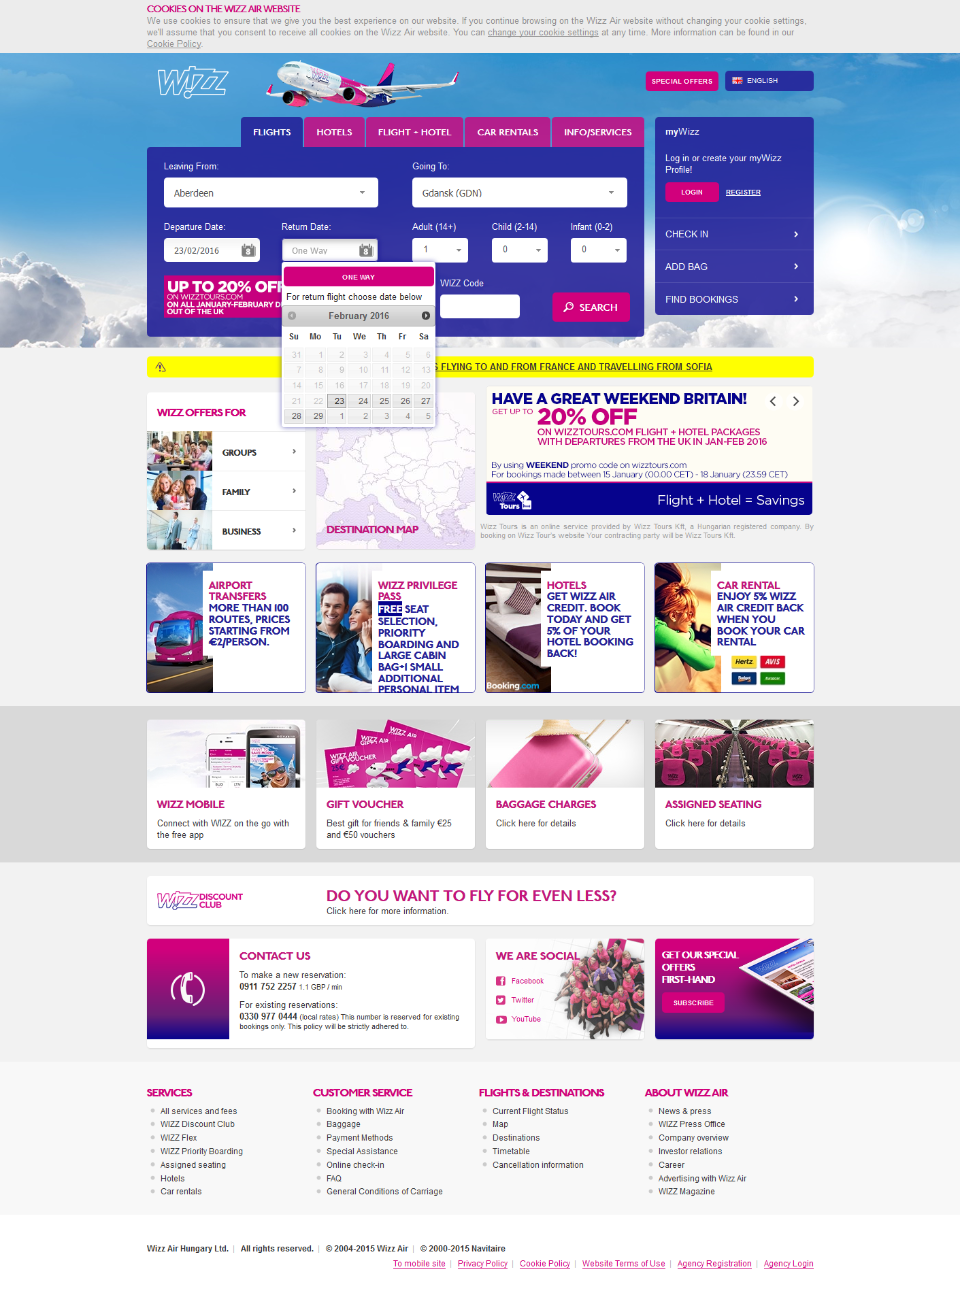 COOKIES ON THE WIZZ AIR WEBSITE
We use cookies to ensure that we give you the best experience on our website. If you continue browsing on the Wizz Air website without changing your cookie settings,
we'll assume that you consent to receive all cookies on the Wizz Air website. You can change your cookie settings at any time. More information can be found in our
Cookie Policy.
WIZZ
SPECIAL OFFERS
ENGLISH
FLIGHTS
HOTELS
FLIGHT + HOTEL
CAR RENTALS
INFO/SERVICES
Leaving From:
Going To:
Aberdeen
Gdansk (GDN)
Departure Date:
Return Date:
Adult (14+)
Child (2-14)
Infant (0-2)
23/02/2016
One Way
1
0
0
UP TO 20% OFF
ON WIZZTOURS.COM
ON ALL JANUARY-FEBRUARY
OUT OF THE UK
WIZZ Code
SEARCH
ONE WAY
For return flight choose date below
February 2016
Su Mo Tu We Th Fr Sa
31 1 2 3 4 5 6
7 8 9 10 11 12 13
14 15 16 17 18 19 20
21 22 23 24 25 26 27
28 29 1 2 3 4 5
myWizz
Log in or create your myWizz
Profile!
LOGIN
REGISTER
CHECK IN
ADD BAG
FIND BOOKINGS
FLYING TO AND FROM FRANCE AND TRAVELLING FROM SOFIA
WIZZ OFFERS FOR
GROUPS
FAMILY
BUSINESS
DESTINATION MAP
HAVE A GREAT WEEKEND BRITAIN!
GET UP TO 20% OFF
ON WIZZTOURS.COM FLIGHT + HOTEL PACKAGES
WITH DEPARTURES FROM THE UK IN JAN-FEB 2016
By using WEEKEND promo code on wizztours.com
For bookings made between 15 January (00.00 CET) - 18 January (23.59 CET)
WIZZ Tours
Flight + Hotel = Savings
Wizz Tours is an online service provided by Wizz Tours Kft, a Hungarian registered company. By
booking on Wizz Tour's website Your contracting party will be Wizz Tours Kft.
AIRPORT
TRANSFERS
MORE THAN 100
ROUTES, PRICES
STARTING FROM
€2/PERSON.
WIZZ PRIVILEGE
PASS
FREE SEAT
SELECTION,
PRIORITY
BOARDING AND
LARGE CABIN
BAG+1 SMALL
ADDITIONAL
PERSONAL ITEM
HOTELS
GET WIZZ AIR
CREDIT. BOOK
TODAY AND GET
5% OF YOUR
HOTEL BOOKING
BACK!
Booking.com
CAR RENTAL
ENJOY 5% WIZZ
AIR CREDIT BACK
WHEN YOU
BOOK YOUR CAR
RENTAL
Hertz AVIS
Budget
WIZZ MOBILE
Connect with WIZZ on the go with
the free app
WIZZ AIR
GIFT VOUCHER
GIFT VOUCHER
Best gift for friends & family €25
and €50 vouchers
BAGGAGE CHARGES
Click here for details
ASSIGNED SEATING
Click here for details
WIZZ DISCOUNT
CLUB
DO YOU WANT TO FLY FOR EVEN LESS?
Click here for more information.
CONTACT US
To make a new reservation:
0911 752 2257 1.1 GBP / min
For existing reservations:
0330 977 0444 (local rates) This number is reserved for existing
bookings only. This policy will be strictly adhered to.
WE ARE SOCIAL
Facebook
Twitter
YouTube
GET OUR SPECIAL
OFFERS
FIRST-HAND
SUBSCRIBE
SERVICES
All services and fees
WIZZ Discount Club
WIZZ Flex
WIZZ Priority Boarding
Assigned seating
Hotels
Car rentals
CUSTOMER SERVICE
Booking with Wizz Air
Baggage
Payment Methods
Special Assistance
Online check-in
FAQ
General Conditions of Carriage
FLIGHTS & DESTINATIONS
Current Flight Status
Map
Destinations
Timetable
Cancellation information
ABOUT WIZZ AIR
News & press
WIZZ Press Office
Company overview
Investor relations
Career
Advertising with Wizz Air
WIZZ Magazine
Wizz Air Hungary Ltd. | All rights reserved. | © 2004-2015 Wizz Air | © 2000-2015 Navitaire
To mobile site | Privacy Policy | Cookie Policy | Website Terms of Use | Agency Registration | Agency Login